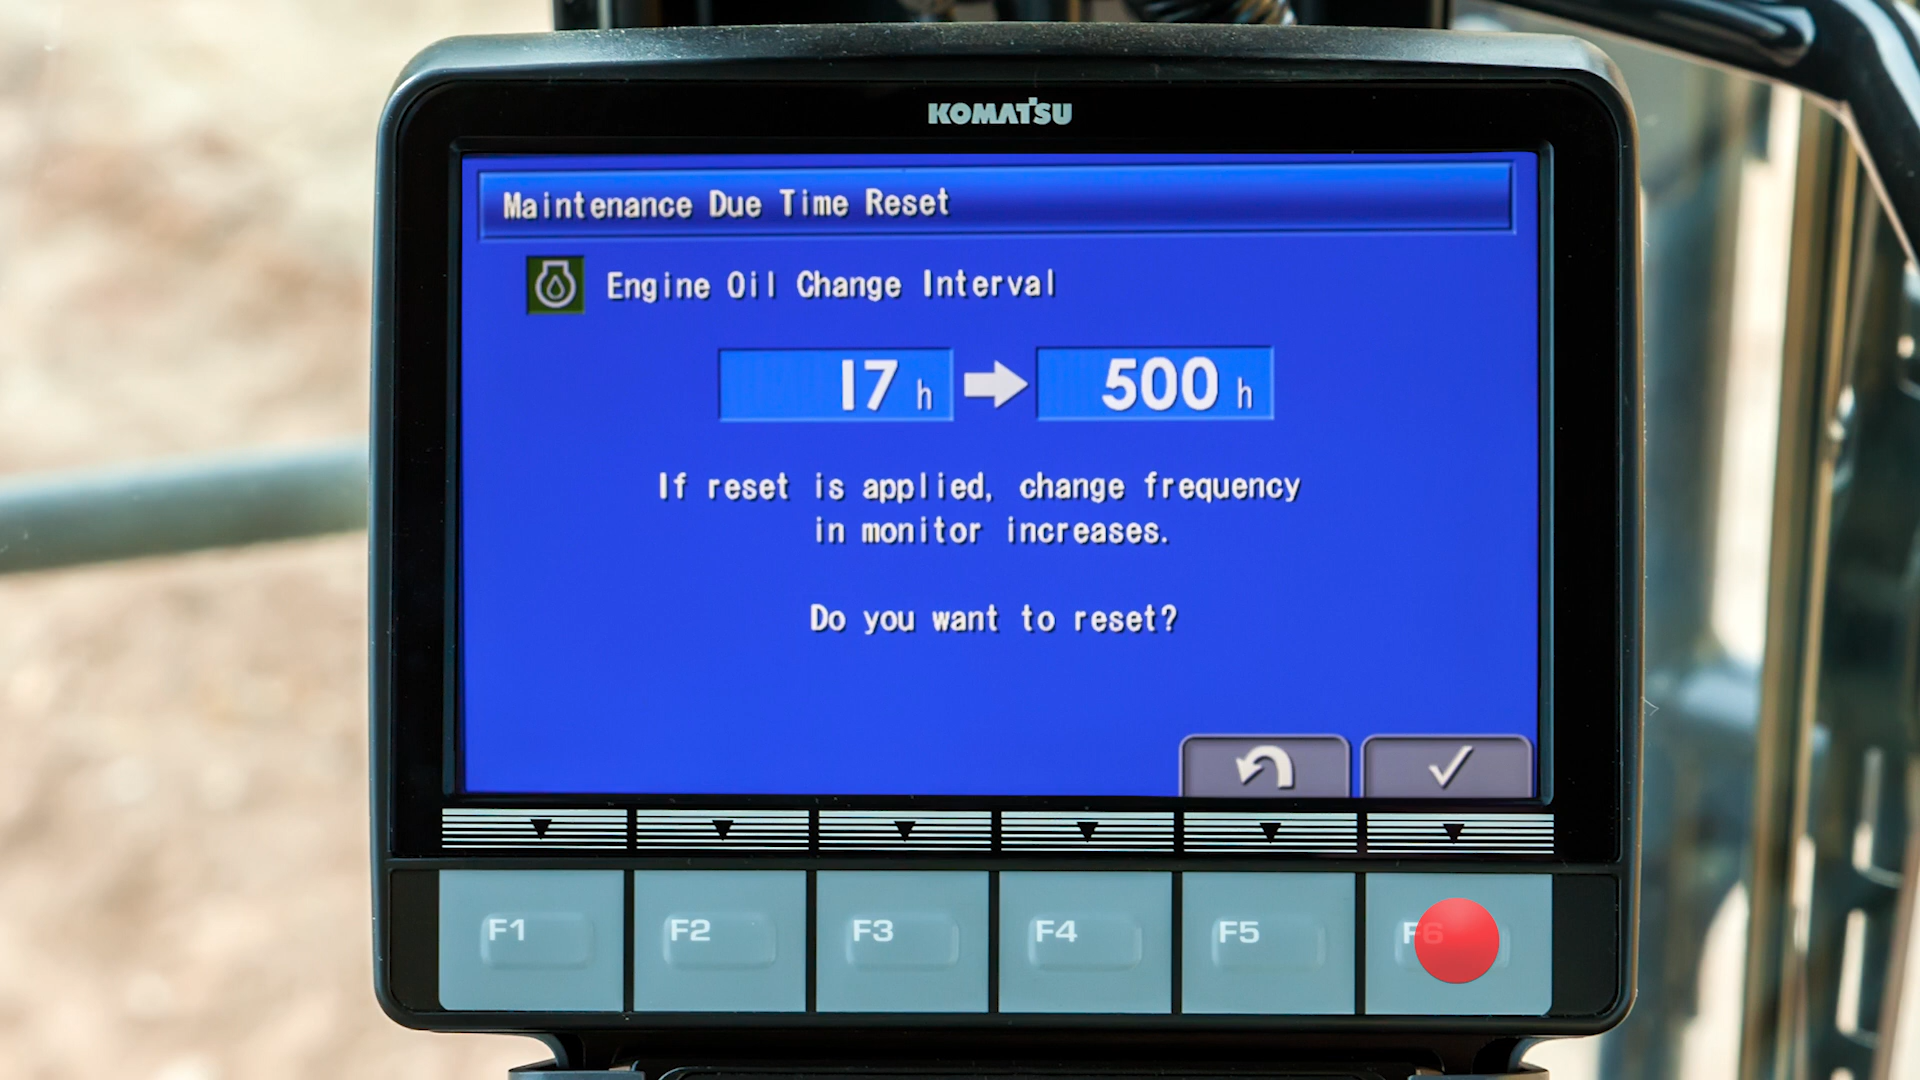 KOMATSU
Maintenance Due Time Reset
Engine Oil Change Interval
17 h 500 h
If reset is applied, change frequency
in monitor increases.
Do you want to reset?
F1 F2 F3 F4 F5 F6